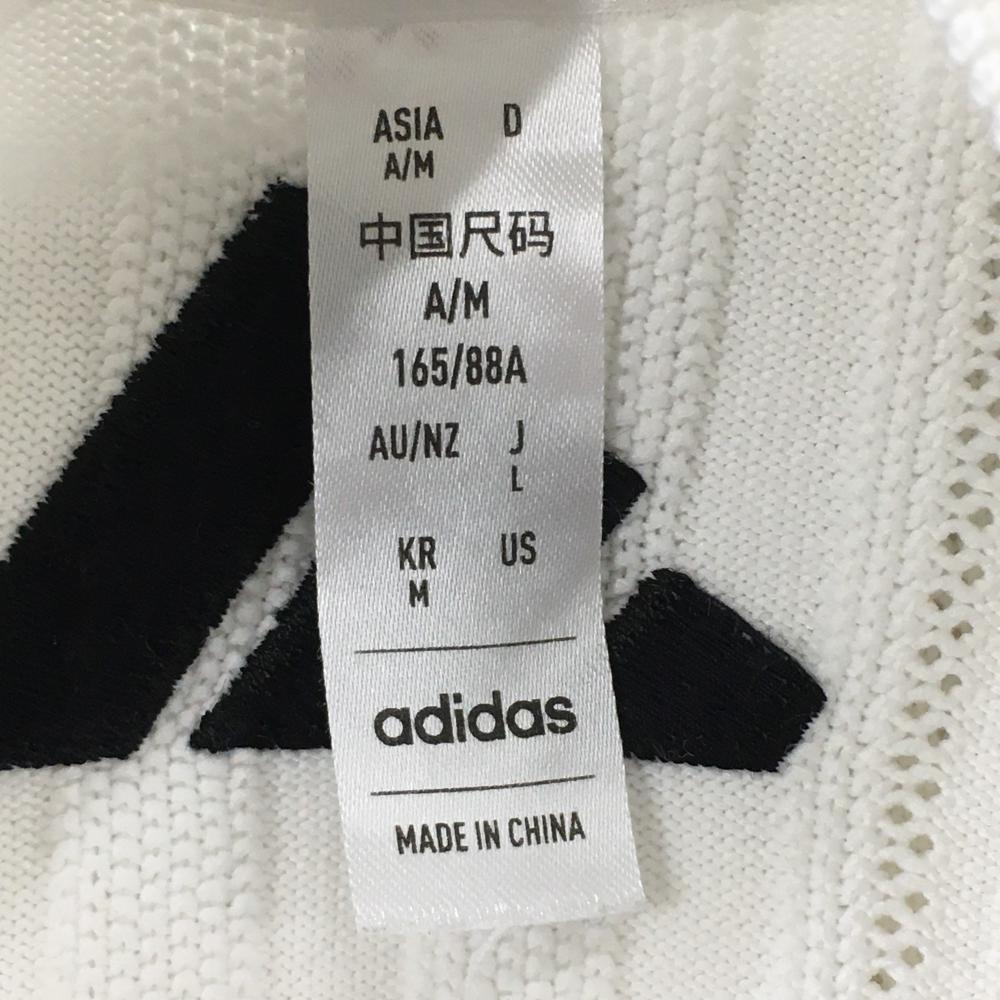 ASIA D
A/M
中国尺码
A/M
165/88A
AU/NZ J
L
KR US
M
adidas
MADE IN CHINA